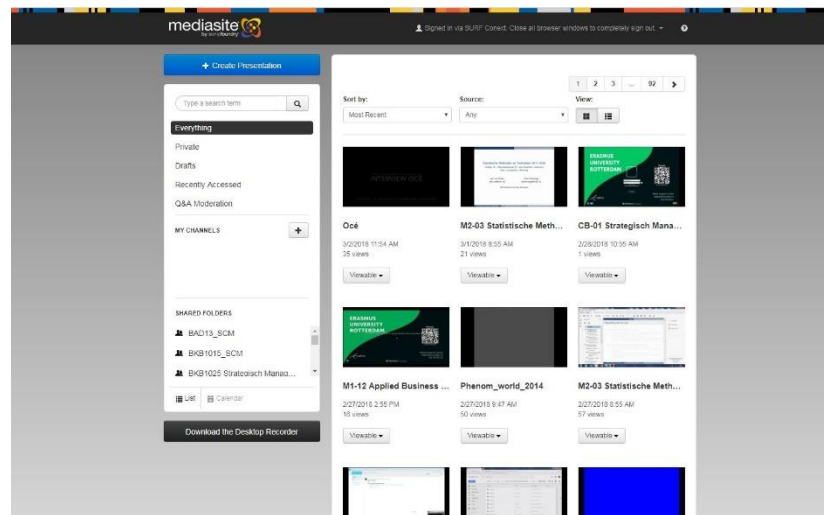 mediasite
by sonicfoundry
Signed in via SURF Conext. Close all browser windows to completely sign out.
+ Create Presentation
Type a search term
Everything
Private
Drafts
Recently Accessed
Q&A Moderation
MY CHANNELS
+
SHARED FOLDERS
BAD13_SCM
BKB1015_SCM
BKB1025 Strategisch Manag...
List Calendar
Download the Desktop Recorder
1 2 3 ... 92
Sort by: Source: View:
Most Recent Any
ERASMUS
UNIVERSITY
ROTTERDAM
Océ M2-03 Statistische Meth... CB-01 Strategisch Mana...
3/2/2018 11:54 AM 3/1/2018 8:55 AM 2/28/2018 10:55 AM
35 views 21 views 1 views
Viewable Viewable Viewable
ERASMUS
UNIVERSITY
ROTTERDAM
M1-12 Applied Business ... Phenom_world_2014 M2-03 Statistische Meth...
2/27/2018 2:55 PM 2/27/2018 9:47 AM 2/27/2018 8:55 AM
16 views 50 views 57 views
Viewable Viewable Viewable